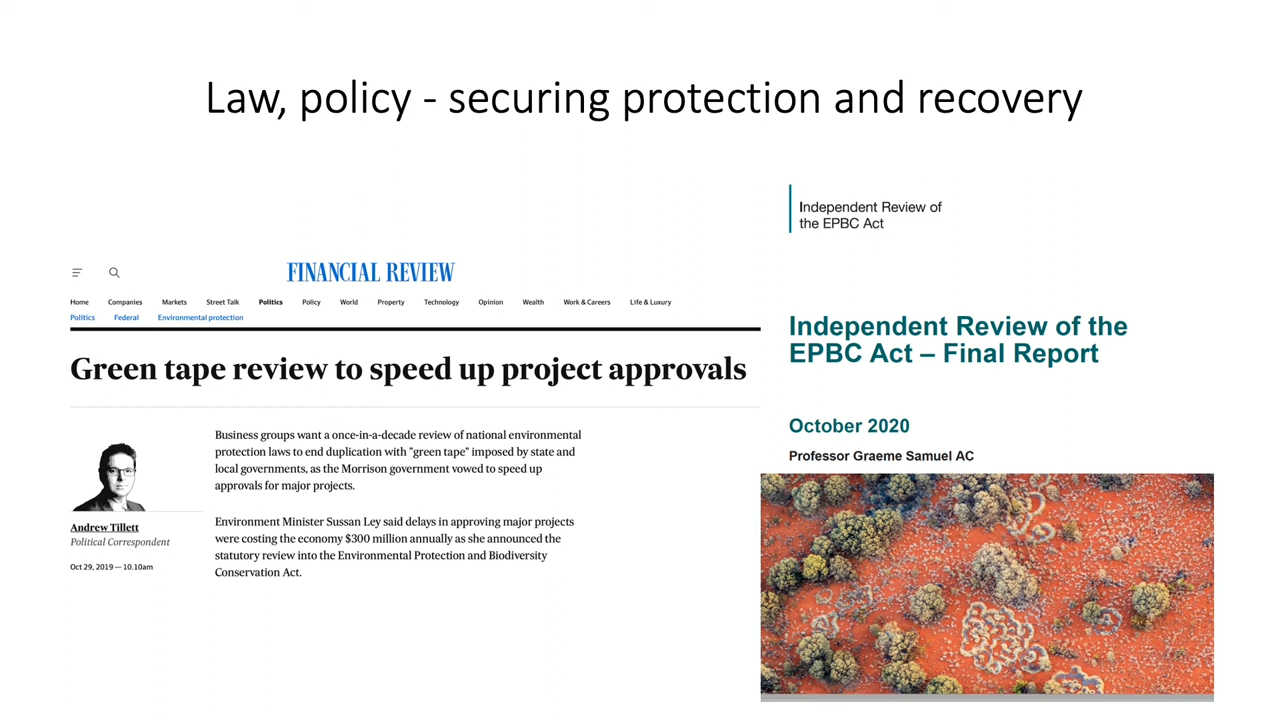 Law, policy - securing protection and recovery
Independent Review of
the EPBC Act
FINANCIAL REVIEW
Home Companies Markets Street Talk Politics Policy World Property Technology Opinion Wealth Work & Careers Life & Luxury
Politics Federal Environmental protection
Green tape review to speed up project approvals
Business groups want a once-in-a-decade review of national environmental
protection laws to end duplication with "green tape" imposed by state and
local governments, as the Morrison government vowed to speed up
approvals for major projects.
Environment Minister Sussan Ley said delays in approving major projects
were costing the economy $300 million annually as she announced the
statutory review into the Environmental Protection and Biodiversity
Conservation Act.
Andrew Tillett
Political Correspondent
Oct 29, 2019 — 10.10am
Independent Review of the
EPBC Act – Final Report
October 2020
Professor Graeme Samuel AC